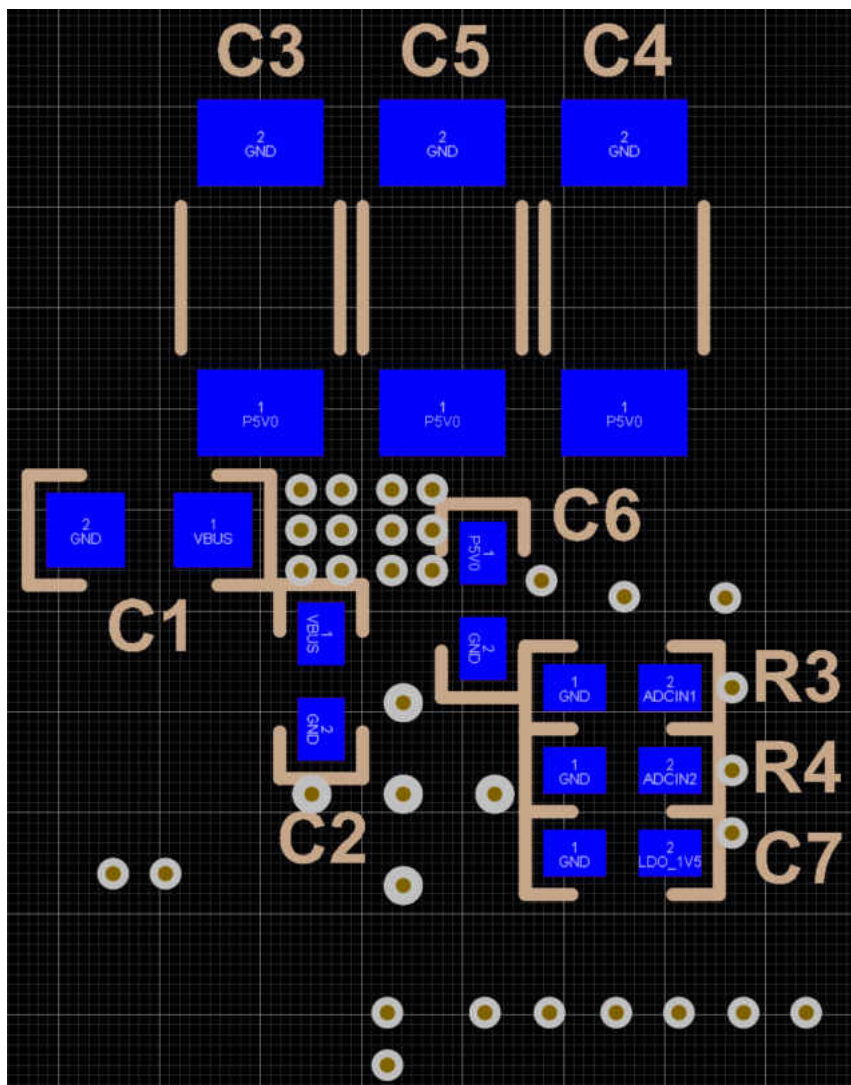 C3 C5 C4
2
GND
2
GND
2
GND
1
P5V0
1
P5V0
1
P5V0
2
GND
1
VBUS
C1
1
P5V0
2
GND
C6
1
VBUS
2
GND
C2
1
GND
2
ADCIN1
R3
1
GND
2
ADCIN2
R4
1
GND
2
LDO_1V5
C7